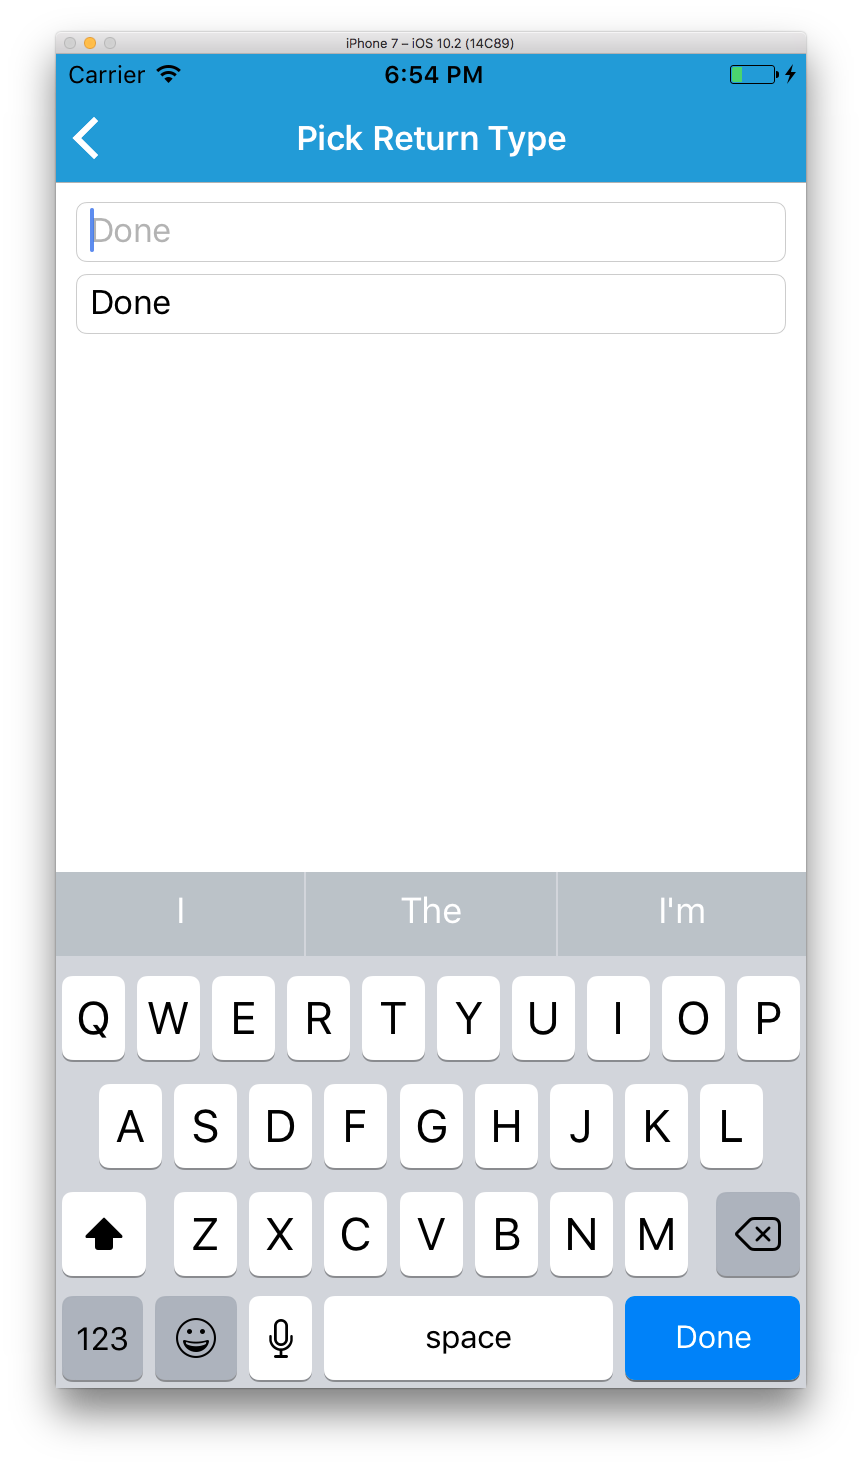 iPhone 7 – iOS 10.2 (14C89)
Carrier 6:54 PM
Pick Return Type
Done
Done
I The I'm
Q W E R T Y U I O P
A S D F G H J K L
Z X C V B N M
123 space Done